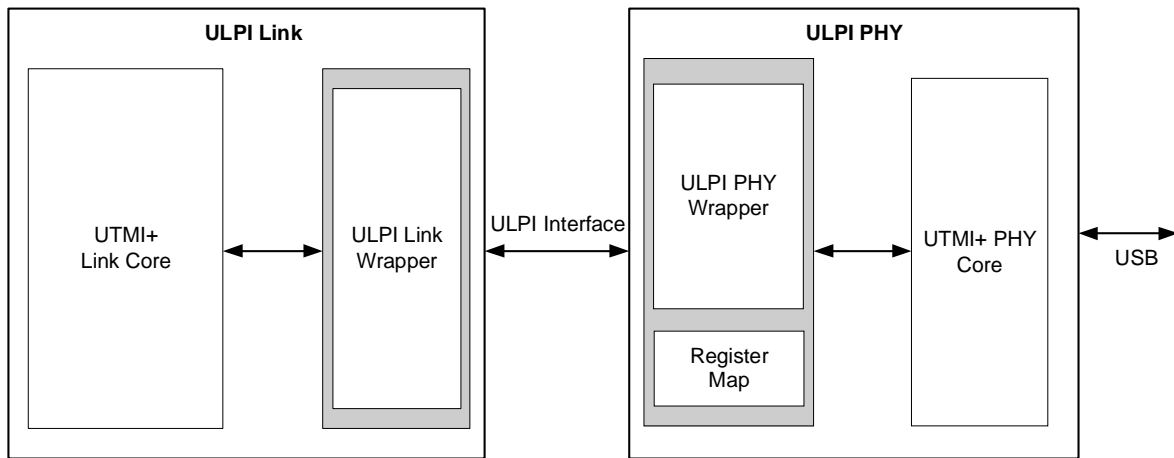 ULPI Link
ULPI PHY
UTMI+
Link Core
ULPI Link
Wrapper
ULPI Interface
ULPI PHY
Wrapper
Register
Map
UTMI+ PHY
Core
USB